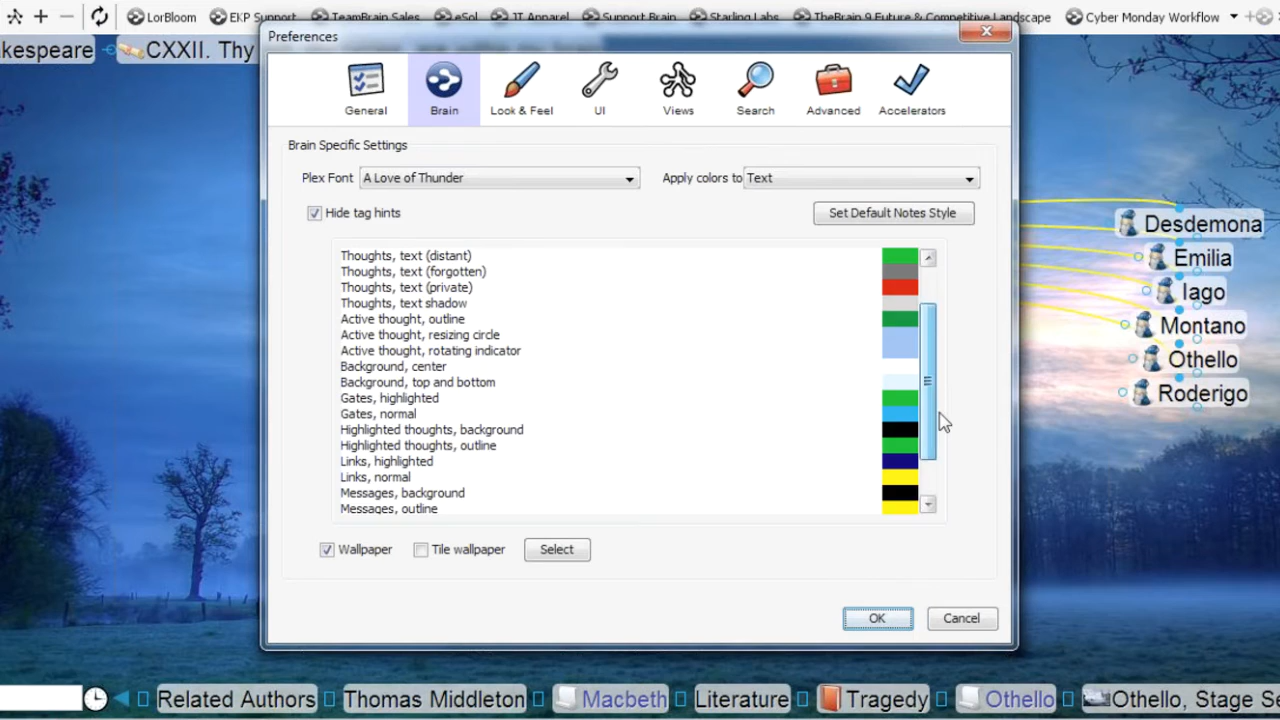 LorBloom EKP Support TeamBrain Sales eSol IT Apparel Support Brain Starling Labs TheBrain 9 Future & Competitive Landscape Cyber Monday Workflow
kespeare CXXII. Thy
Preferences
General Brain Look & Feel UI Views Search Advanced Accelerators
Brain Specific Settings
Plex Font A Love of Thunder Apply colors to Text
Hide tag hints Set Default Notes Style
Thoughts, text (distant)
Thoughts, text (forgotten)
Thoughts, text (private)
Thoughts, text shadow
Active thought, outline
Active thought, resizing circle
Active thought, rotating indicator
Background, center
Background, top and bottom
Gates, highlighted
Gates, normal
Highlighted thoughts, background
Highlighted thoughts, outline
Links, highlighted
Links, normal
Messages, background
Messages, outline
Wallpaper Tile wallpaper Select
OK Cancel
Desdemona
Emilia
Iago
Montano
Othello
Roderigo
Related Authors Thomas Middleton Macbeth Literature Tragedy Othello Othello, Stage Sc